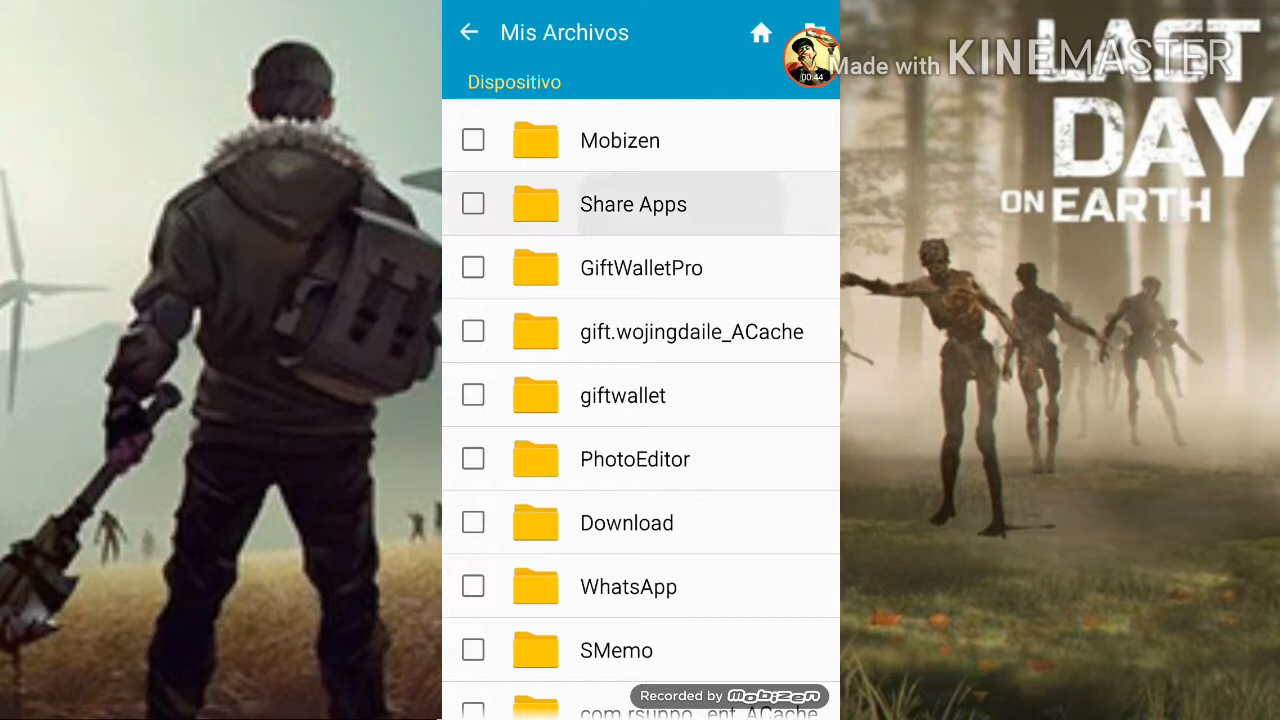 Mis Archivos
Dispositivo
00:44
Made with KINEMASTER
LAST
DAY
ON EARTH
Mobizen
Share Apps
GiftWalletPro
gift.wojingdaile_ACache
giftwallet
PhotoEditor
Download
WhatsApp
SMemo
Recorded by mobizen